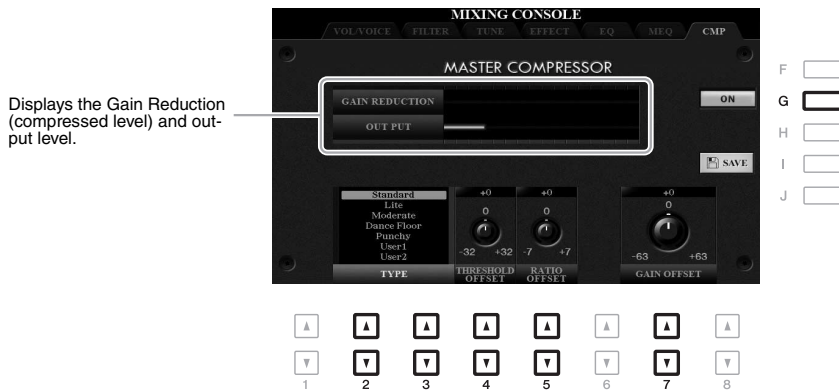 MIXING CONSOLE
VOL/VOICE FILTER TUNE EFFECT EQ MEQ CMP
MASTER COMPRESSOR
Displays the Gain Reduction
(compressed level) and out-
put level.
GAIN REDUCTION
OUT PUT
ON
SAVE
F
G
H
I
J
Standard
Lite
Moderate
Dance Floor
Punchy
User1
User2
TYPE
+0
0
-32 +32
THRESHOLD
OFFSET
+0
0
-7 +7
RATIO
OFFSET
+0
0
-63 +63
GAIN OFFSET
1 2 3 4 5 6 7 8